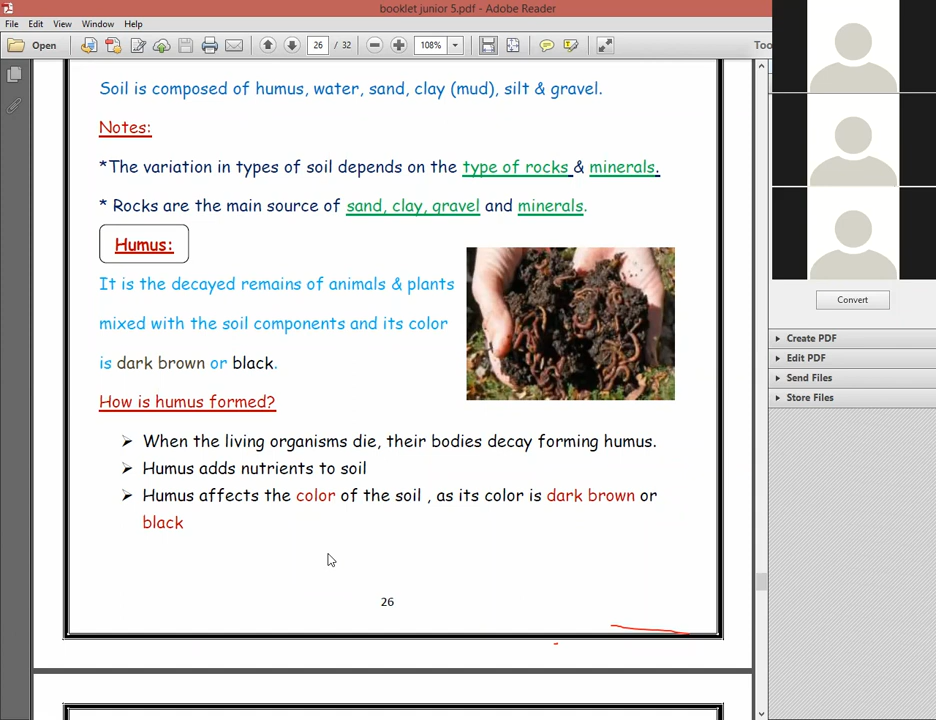 booklet junior 5.pdf - Adobe Reader
File Edit View Window Help
Open 26 / 32 108% Too
Soil is composed of humus, water, sand, clay (mud), silt & gravel.
Notes:
*The variation in types of soil depends on the type of rocks & minerals.
* Rocks are the main source of sand, clay, gravel and minerals.
Humus:
It is the decayed remains of animals & plants
mixed with the soil components and its color
is dark brown or black.
How is humus formed?
➢ When the living organisms die, their bodies decay forming humus.
➢ Humus adds nutrients to soil
➢ Humus affects the color of the soil , as its color is dark brown or
black
26
Convert
Create PDF
Edit PDF
Send Files
Store Files